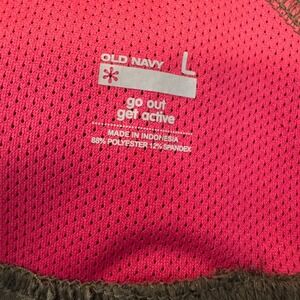 OLD NAVY L
*
go out
get active
MADE IN INDONESIA
88% POLYESTER 12% SPANDEX